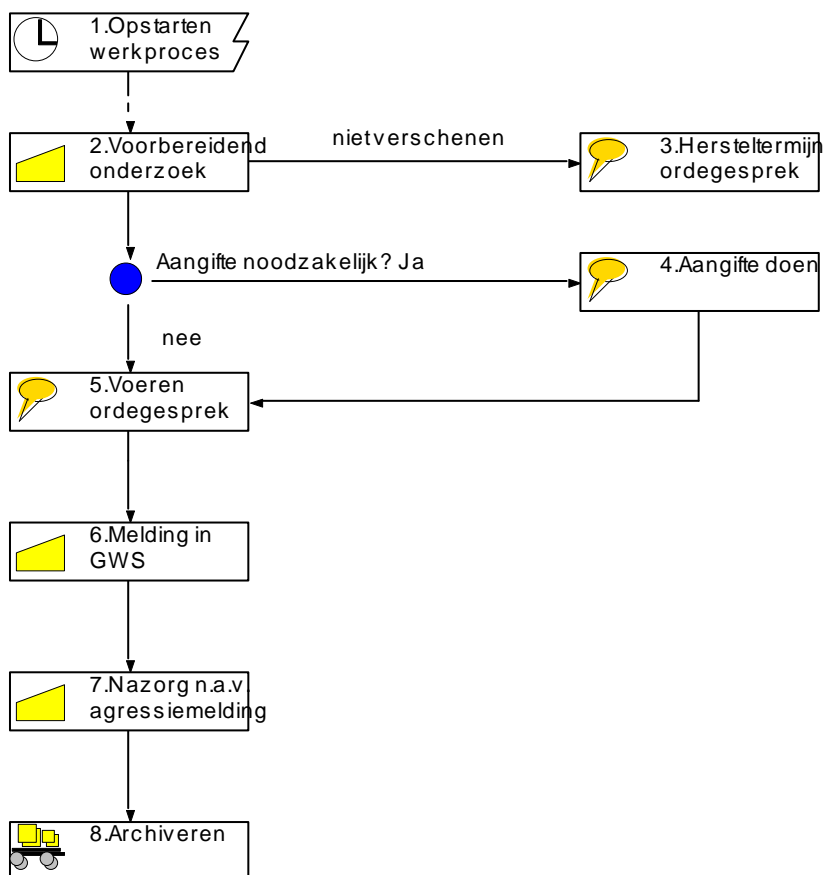 1.Opstarten
werkproces
2.Voorbereidend
onderzoek
nietverschenen
3.Hersteltermijn
ordegesprek
Aangifte noodzakelijk? Ja
4.Aangifte doen
nee
5.Voeren
ordegesprek
6.Melding in
GWS
7.Nazorg n.a.v.
agressiemelding
8.Archiveren